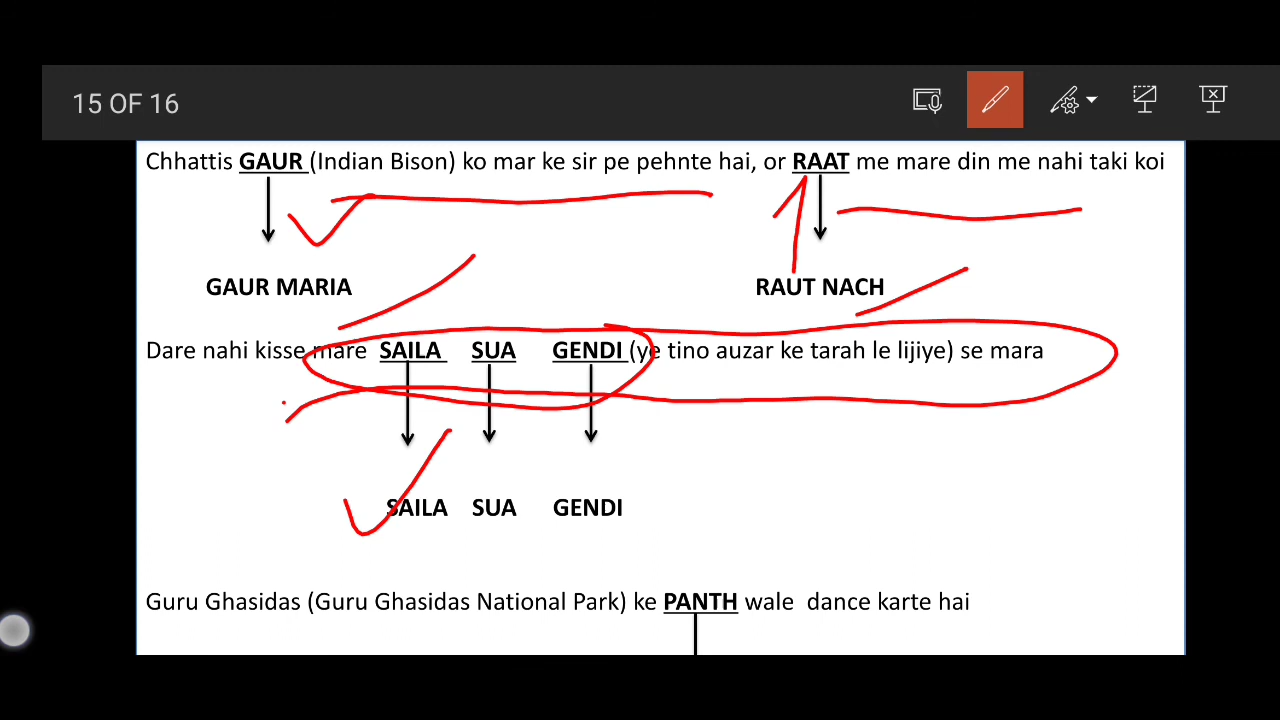 15 OF 16
Chhattis GAUR (Indian Bison) ko mar ke sir pe pehnte hai, or RAAT me mare din me nahi taki koi
GAUR MARIA RAUT NACH
Dare nahi kisse mare SAILA SUA GENDI (ye tino auzar ke tarah le lijiye) se mara
SAILA SUA GENDI
Guru Ghasidas (Guru Ghasidas National Park) ke PANTH wale dance karte hai